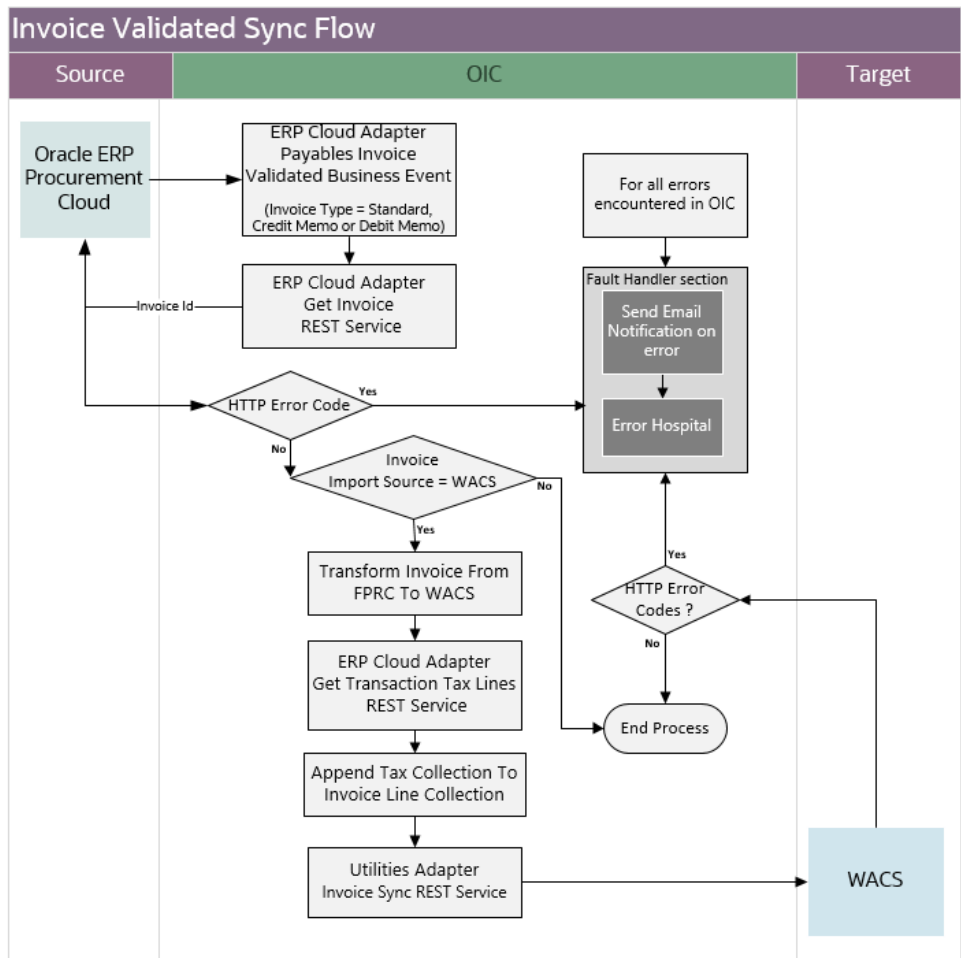 Invoice Validated Sync Flow
Source
OIC
Target
Oracle ERP
Procurement
Cloud
ERP Cloud Adapter
Payables Invoice
Validated Business Event
(Invoice Type = Standard,
Credit Memo or Debit Memo)
For all errors
encountered in OIC
ERP Cloud Adapter
Get Invoice
REST Service
Invoice Id
Fault Handler section
Send Email
Notification on
error
Error Hospital
HTTP Error Code
Yes
No
Invoice
Import Source = WACS
No
Yes
Transform Invoice From
FPRC To WACS
ERP Cloud Adapter
Get Transaction Tax Lines
REST Service
Append Tax Collection To
Invoice Line Collection
Utilities Adapter
Invoice Sync REST Service
WACS
HTTP Error
Codes ?
Yes
No
End Process